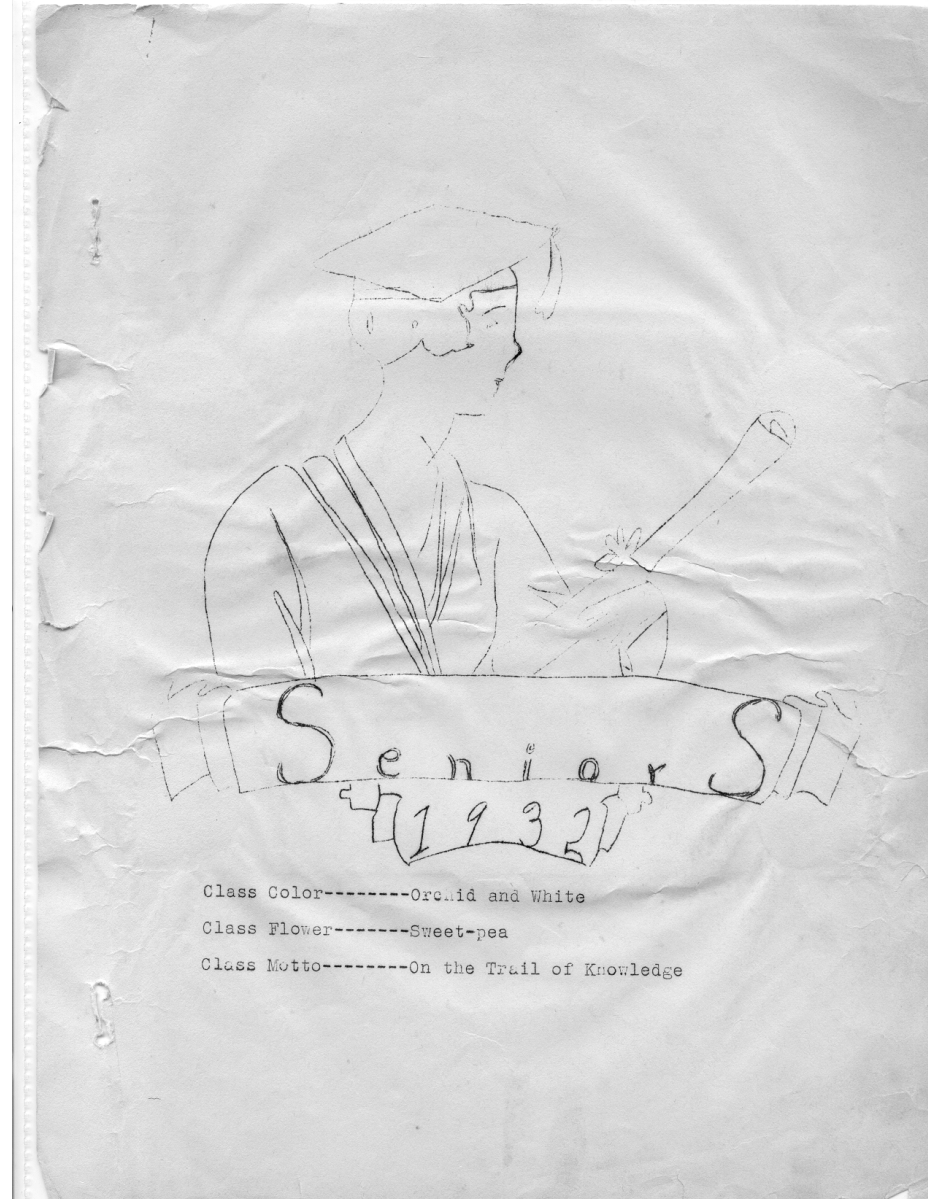 SeniorS
1932
Class Color--------Orchid and White
Class Flower-------Sweet-pea
Class Motto--------On the Trail of Knowledge